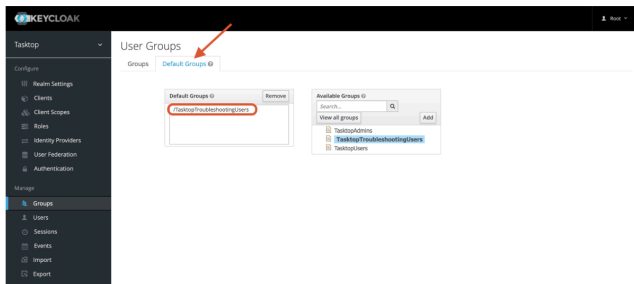 KEYCLOAK
Root
Tasktop
Configure
Realm Settings
Clients
Client Scopes
Roles
Identity Providers
User Federation
Authentication
Manage
Groups
Users
Sessions
Events
Import
Export
User Groups
Groups Default Groups
Default Groups Remove
/TasktopTroubleshootingUsers
Available Groups
Search...
View all groups Add
TasktopAdmins
TasktopTroubleshootingUsers
TasktopUsers